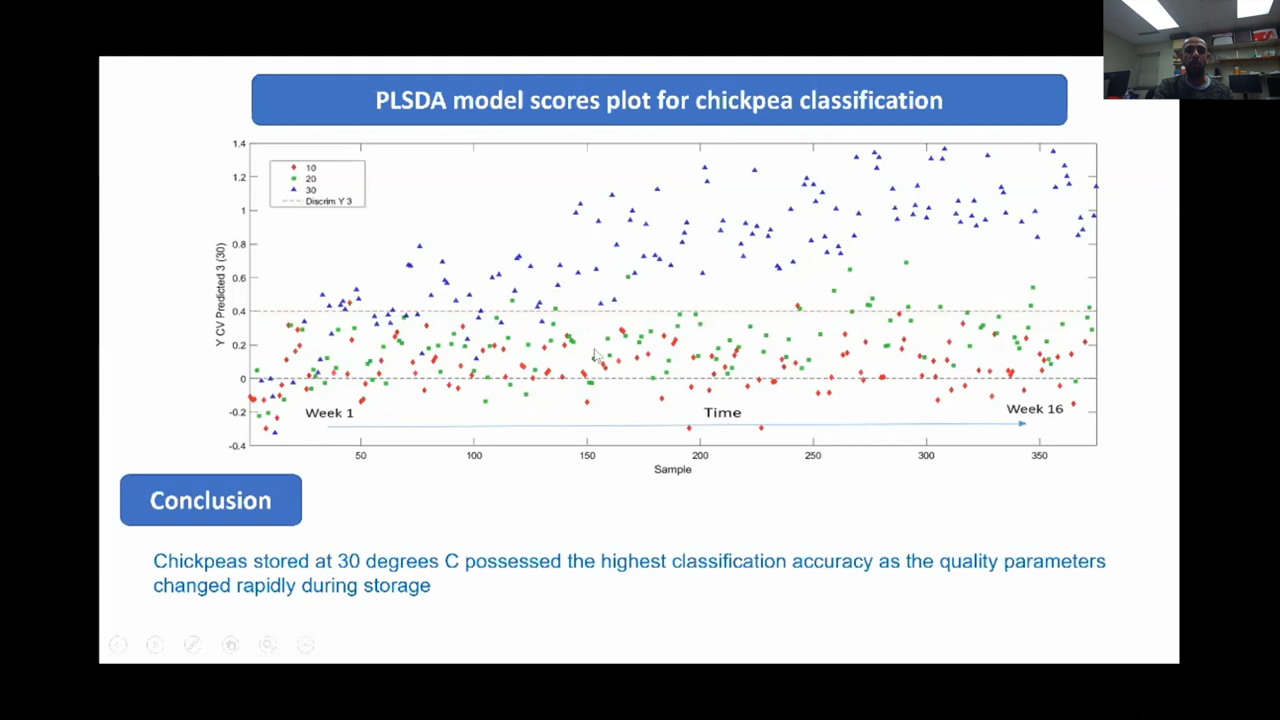 PLSDA model scores plot for chickpea classification
1.4
1.2
1
0.8
0.6
0.4
0.2
0
-0.2
-0.4
Y CV Predicted 3 (30)
10
20
30
Discrim Y 3
Week 1
Time
Week 16
50
100
150
200
250
300
350
Sample
Conclusion
Chickpeas stored at 30 degrees C possessed the highest classification accuracy as the quality parameters
changed rapidly during storage